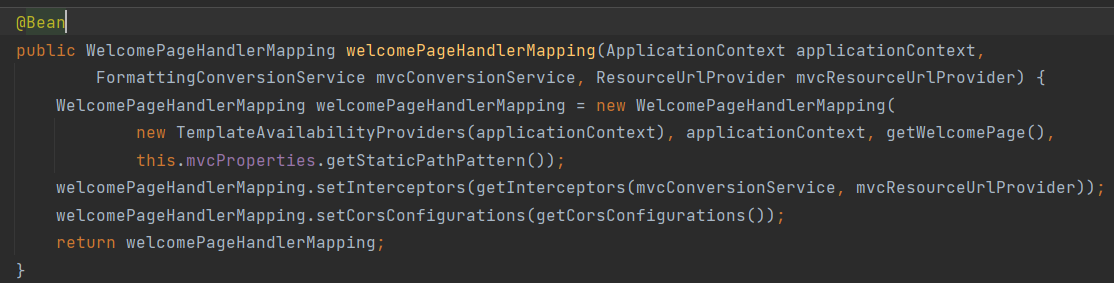 @Bean
public WelcomePageHandlerMapping welcomePageHandlerMapping(ApplicationContext applicationContext,
        FormattingConversionService mvcConversionService, ResourceUrlProvider mvcResourceUrlProvider) {
    WelcomePageHandlerMapping welcomePageHandlerMapping = new WelcomePageHandlerMapping(
            new TemplateAvailabilityProviders(applicationContext), applicationContext, getWelcomePage(),
            this.mvcProperties.getStaticPathPattern());
    welcomePageHandlerMapping.setInterceptors(getInterceptors(mvcConversionService, mvcResourceUrlProvider));
    welcomePageHandlerMapping.setCorsConfigurations(getCorsConfigurations());
    return welcomePageHandlerMapping;
}